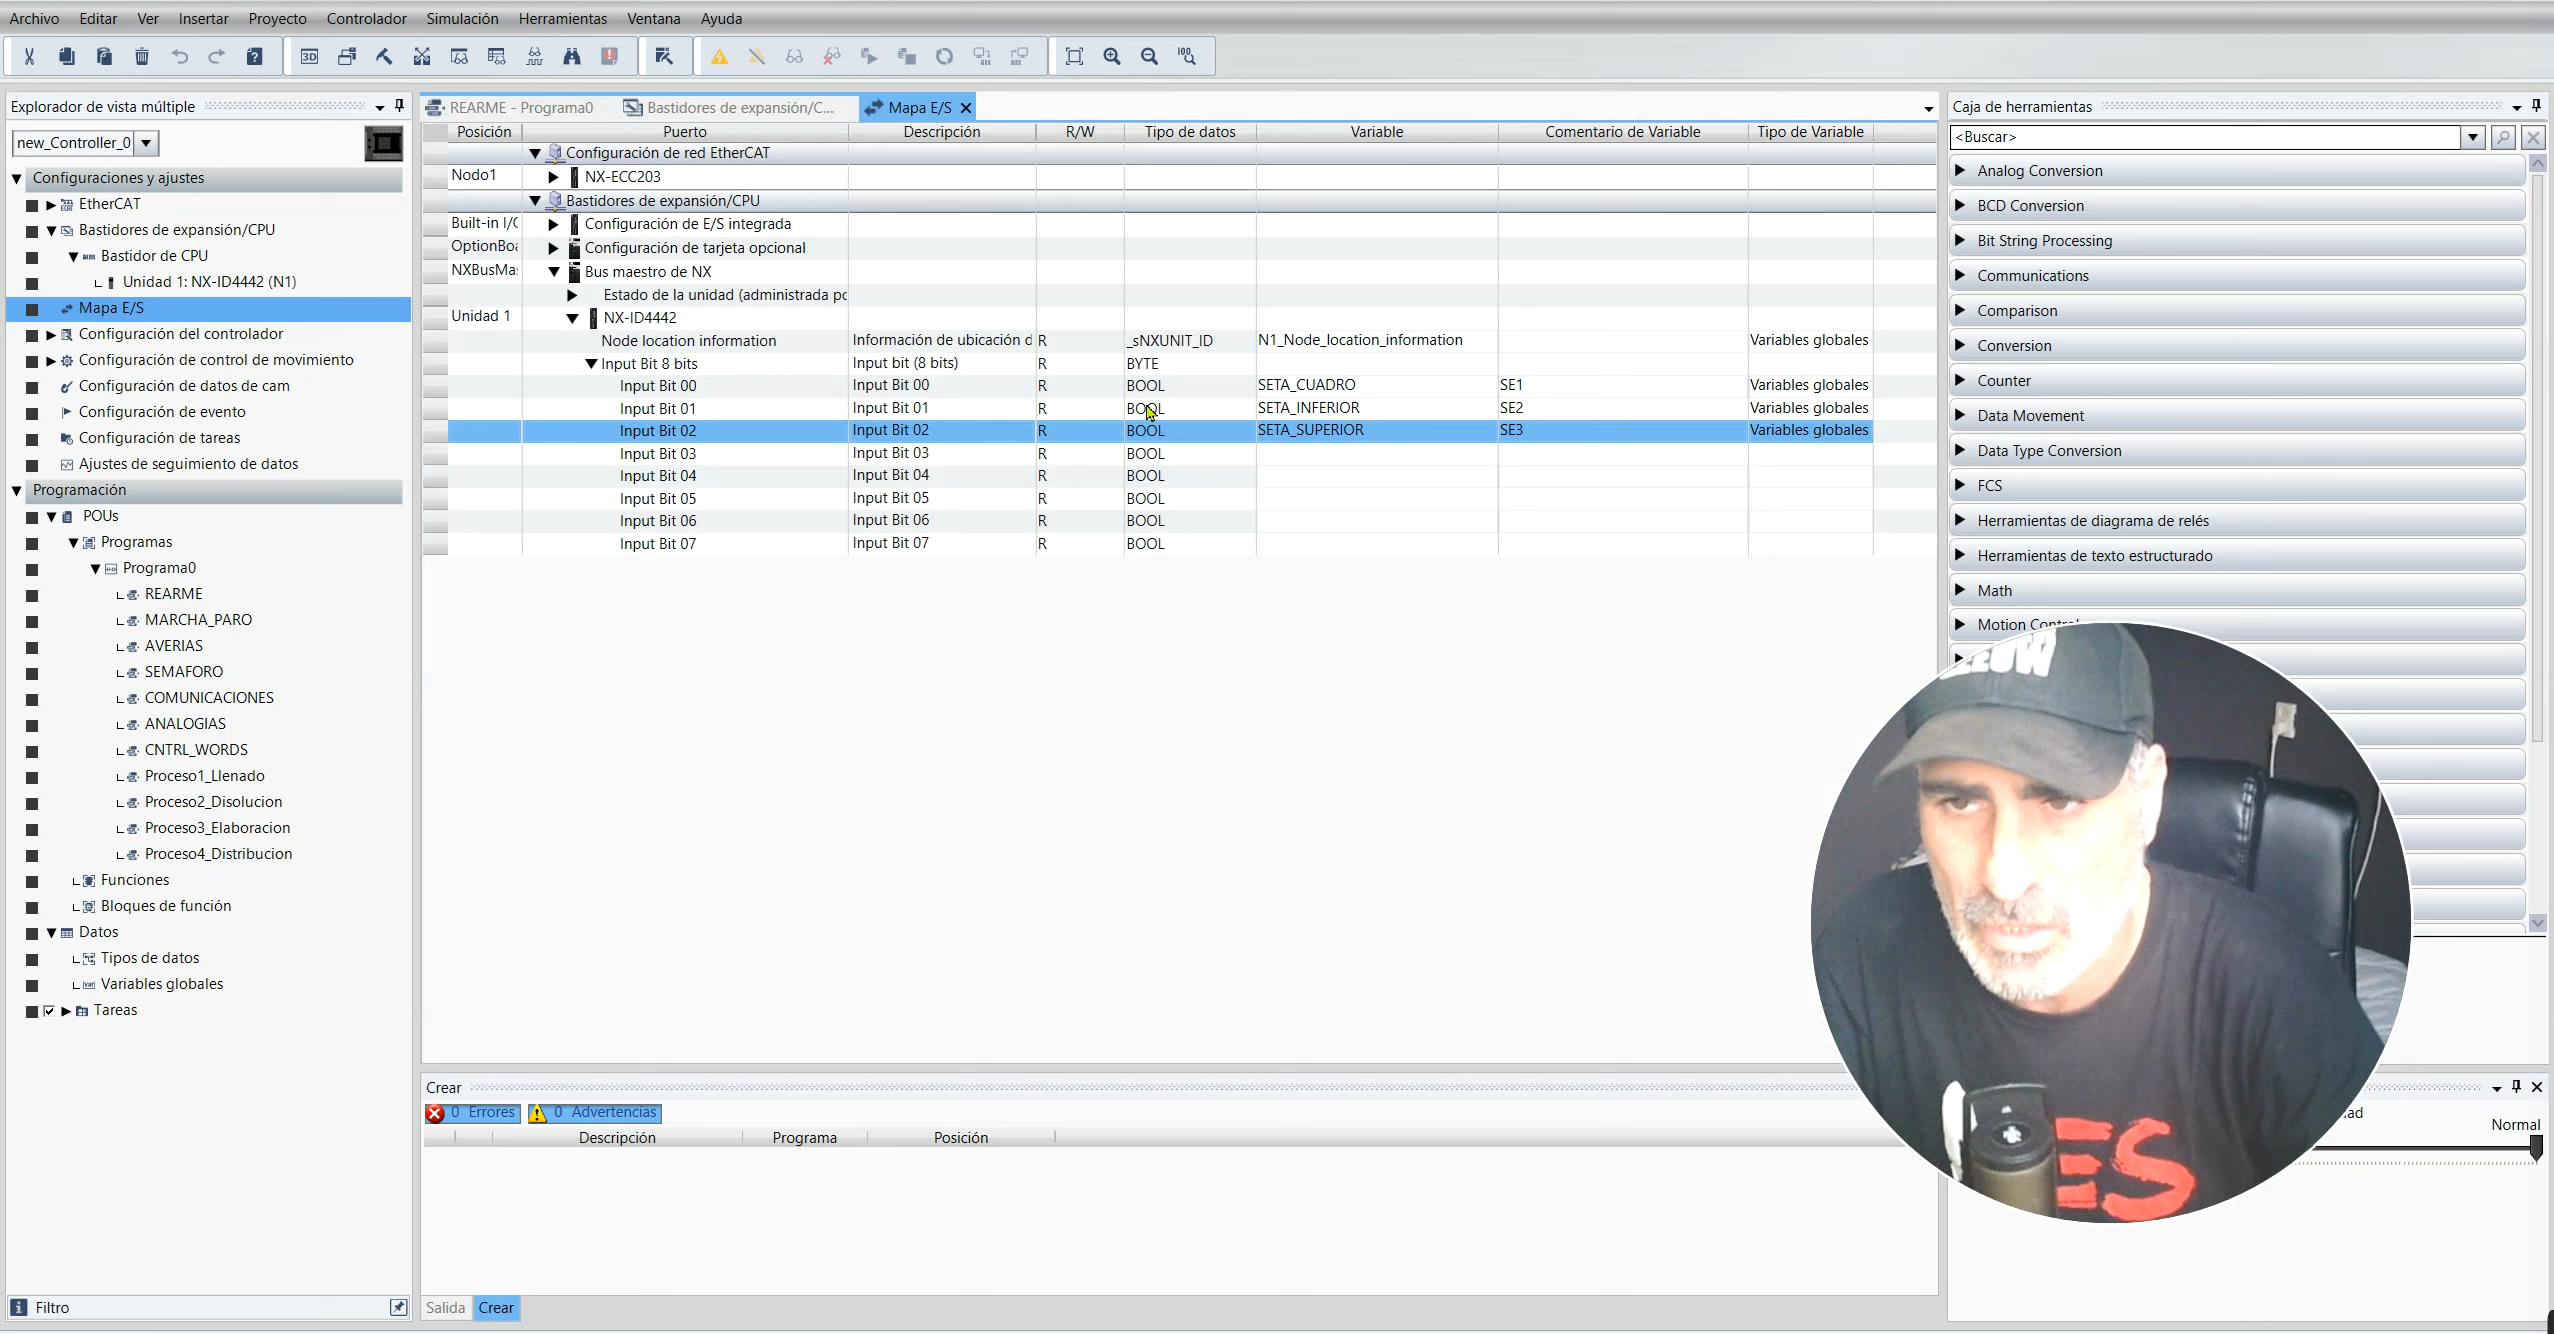 Archivo Editar Ver Insertar Proyecto Controlador Simulación Herramientas Ventana Ayuda
Explorador de vista múltiple
new_Controller_0
Configuraciones y ajustes
EtherCAT
Bastidores de expansión/CPU
Bastidor de CPU
Unidad 1: NX-ID4442 (N1)
Mapa E/S
Configuración del controlador
Configuración de control de movimiento
Configuración de datos de cam
Configuración de evento
Configuración de tareas
Ajustes de seguimiento de datos
Programación
POUs
Programas
Programa0
REARME
MARCHA_PARO
AVERIAS
SEMAFORO
COMUNICACIONES
ANALOGIAS
CNTRL_WORDS
Proceso1_Llenado
Proceso2_Disolucion
Proceso3_Elaboracion
Proceso4_Distribucion
Funciones
Bloques de función
Datos
Tipos de datos
Variables globales
Tareas
Filtro
REARME - Programa0 Bastidores de expansión/C... Mapa E/S
Posición Puerto Descripción R/W Tipo de datos Variable Comentario de Variable Tipo de Variable
Configuración de red EtherCAT
Nodo1 NX-ECC203
Bastidores de expansión/CPU
Built-in I/ Configuración de E/S integrada
OptionBo Configuración de tarjeta opcional
NXBusMa Bus maestro de NX
Estado de la unidad (administrada po
Unidad 1 NX-ID4442
Node location information Información de ubicación d R _sNXUNIT_ID N1_Node_location_information Variables globales
Input Bit 8 bits Input bit (8 bits) R BYTE
Input Bit 00 Input Bit 00 R BOOL SETA_CUADRO SE1 Variables globales
Input Bit 01 Input Bit 01 R BOOL SETA_INFERIOR SE2 Variables globales
Input Bit 02 Input Bit 02 R BOOL SETA_SUPERIOR SE3 Variables globales
Input Bit 03 Input Bit 03 R BOOL
Input Bit 04 Input Bit 04 R BOOL
Input Bit 05 Input Bit 05 R BOOL
Input Bit 06 Input Bit 06 R BOOL
Input Bit 07 Input Bit 07 R BOOL
Crear
0 Errores 0 Advertencias
Descripción Programa Posición
Salida Crear
Caja de herramientas
<Buscar>
Analog Conversion
BCD Conversion
Bit String Processing
Communications
Comparison
Conversion
Counter
Data Movement
Data Type Conversion
FCS
Herramientas de diagrama de relés
Herramientas de texto estructurado
Math
Motion Contr
ad
Normal